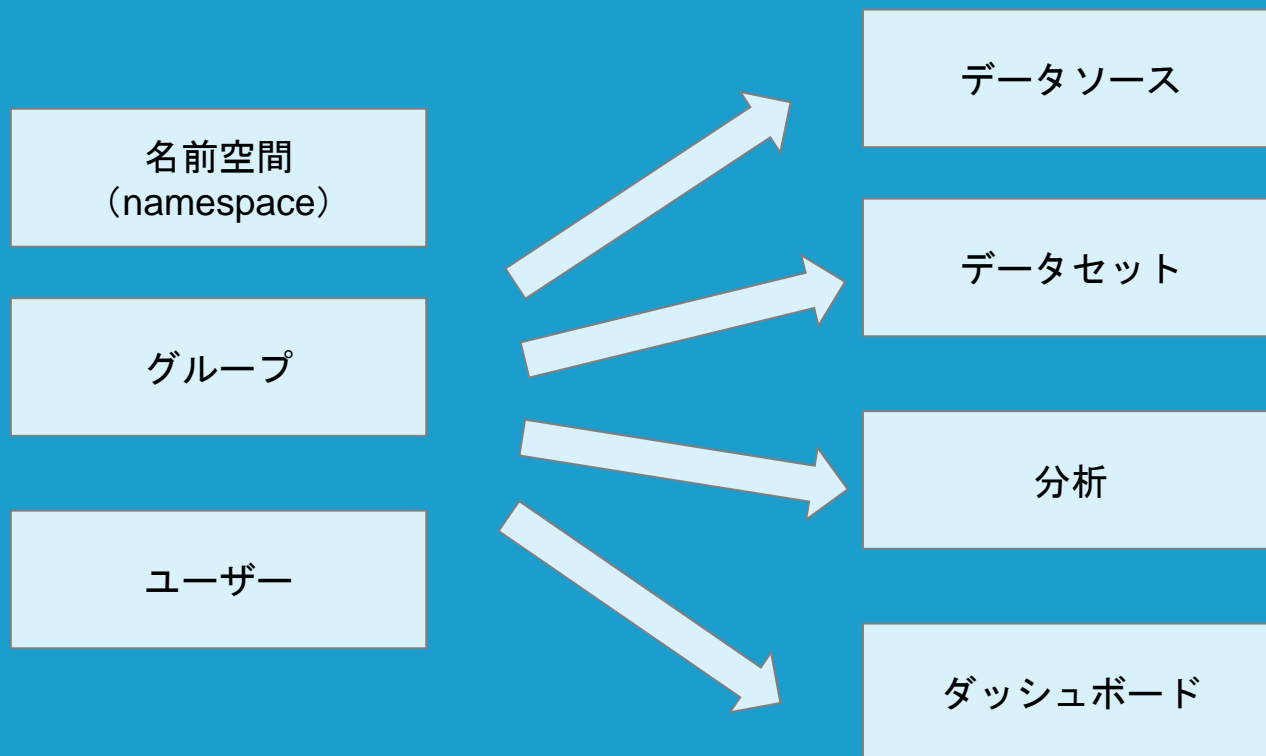 名前空間
（namespace）
グループ
ユーザー
データソース
データセット
分析
ダッシュボード